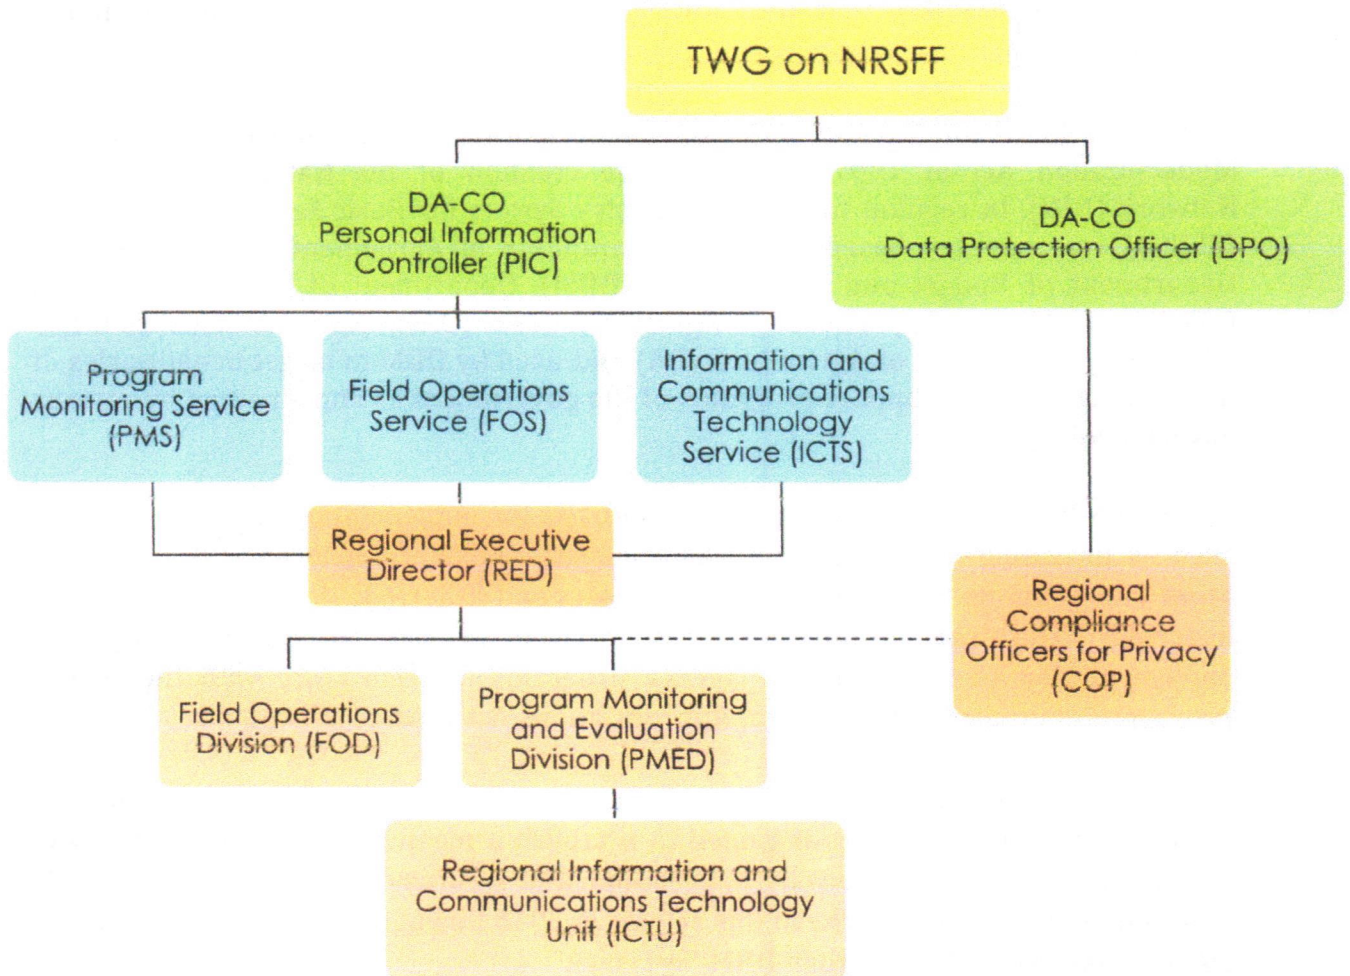 TWG on NRSFF
DA-CO
Personal Information
Controller (PIC)
DA-CO
Data Protection Officer (DPO)
Program
Monitoring Service
(PMS)
Field Operations
Service (FOS)
Information and
Communications
Technology
Service (ICTS)
Regional Executive
Director (RED)
Regional
Compliance
Officers for Privacy
(COP)
Field Operations
Division (FOD)
Program Monitoring
and Evaluation
Division (PMED)
Regional Information and
Communications Technology
Unit (ICTU)